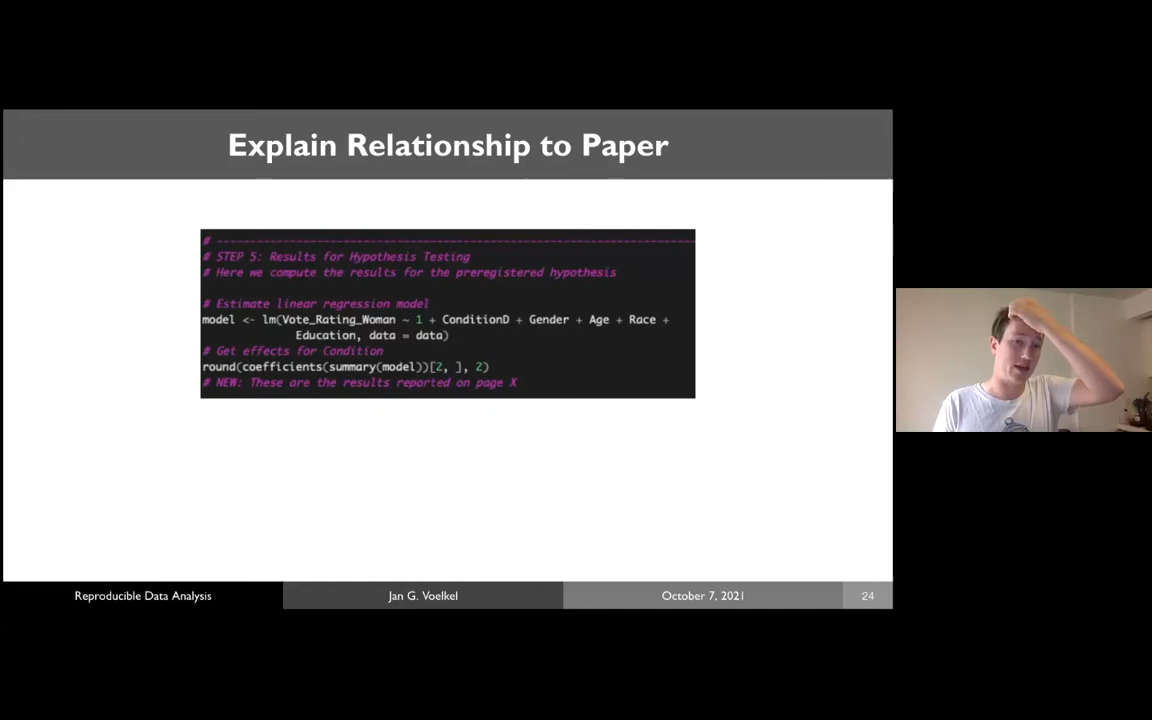 Explain Relationship to Paper
# --------------------------------------------------------------------------
# STEP 5: Results for Hypothesis Testing
# Here we compute the results for the preregistered hypothesis
# Estimate linear regression model
model <- lm(Vote_Rating_Woman ~ 1 + ConditionD + Gender + Age + Race +
Education, data = data)
# Get effects for Condition
round(coefficients(summary(model))[2, ], 2)
# NEW: These are the results reported on page X
Reproducible Data Analysis
Jan G. Voelkel
October 7, 2021
24